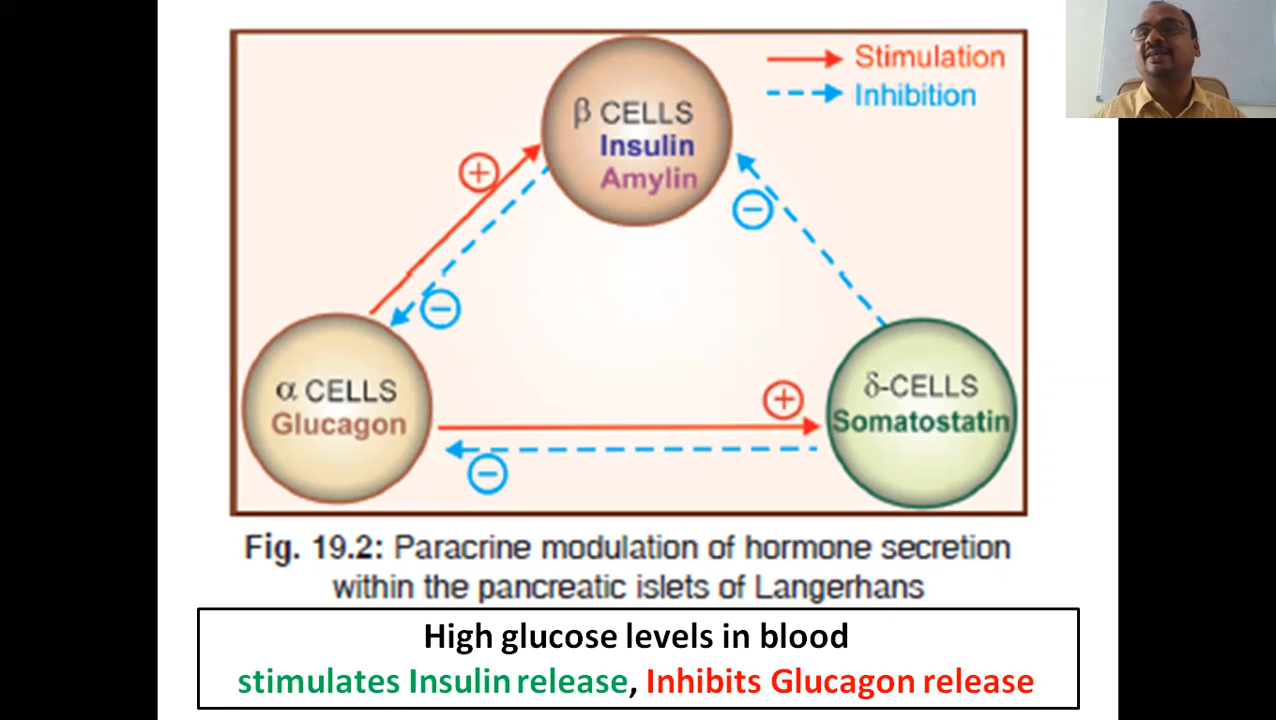 Stimulation
Inhibition
β CELLS
Insulin
Amylin
+
−
−
α CELLS
Glucagon
+
−
δ-CELLS
Somatostatin
Fig. 19.2: Paracrine modulation of hormone secretion
within the pancreatic islets of Langerhans
High glucose levels in blood
stimulates Insulin release, Inhibits Glucagon release